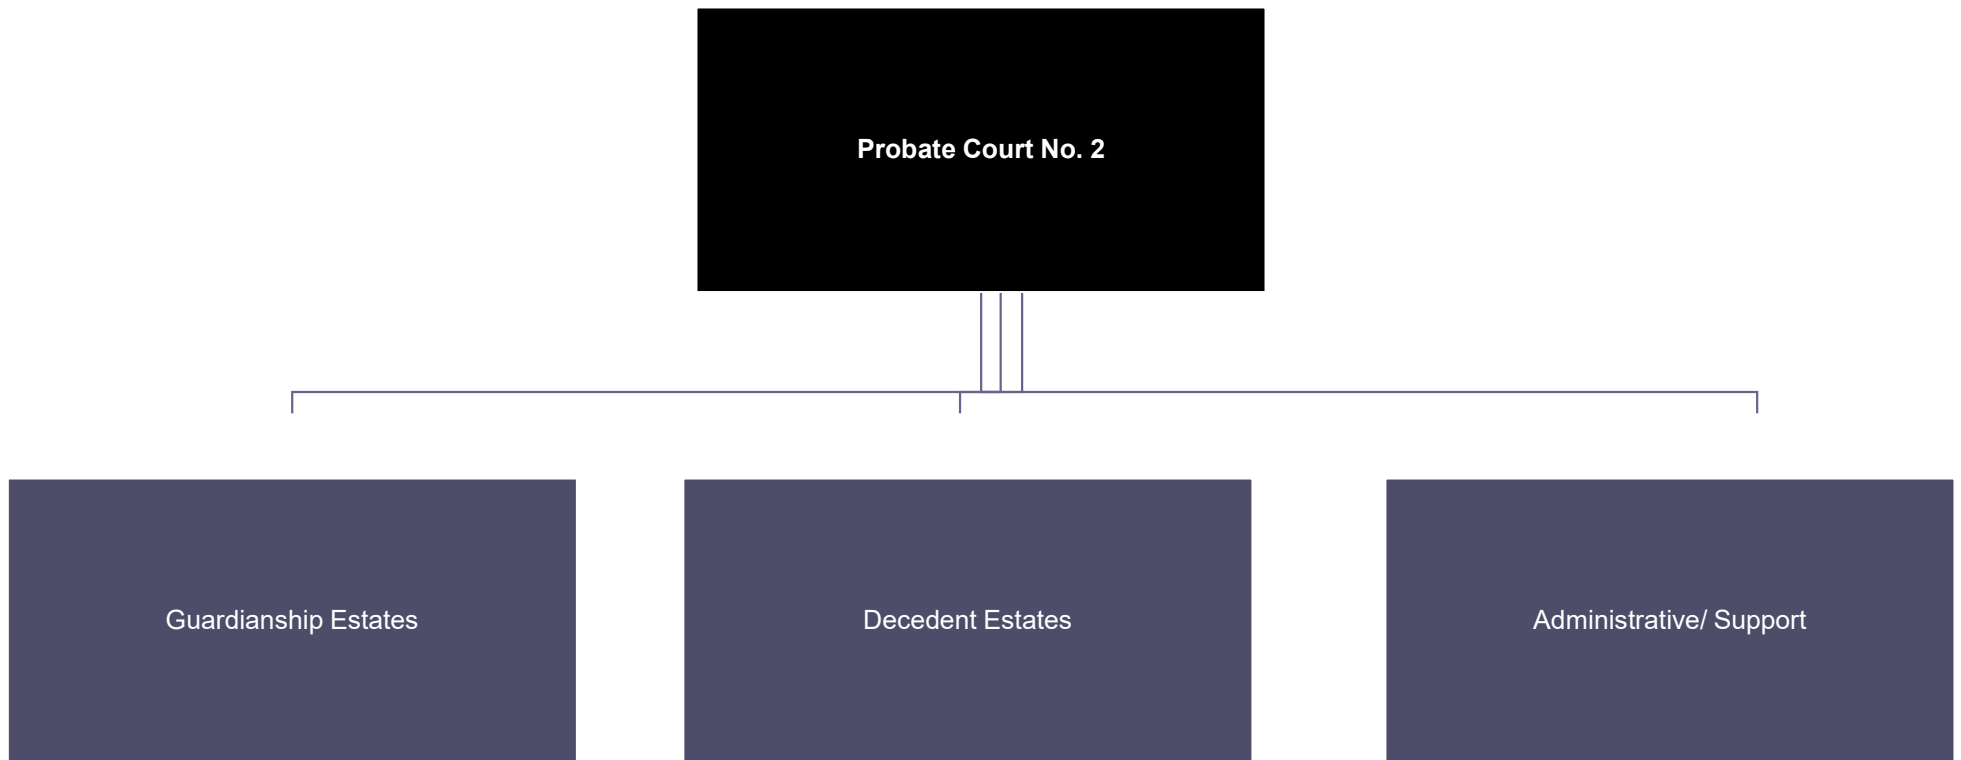 Probate Court No. 2
Guardianship Estates
Decedent Estates
Administrative/ Support